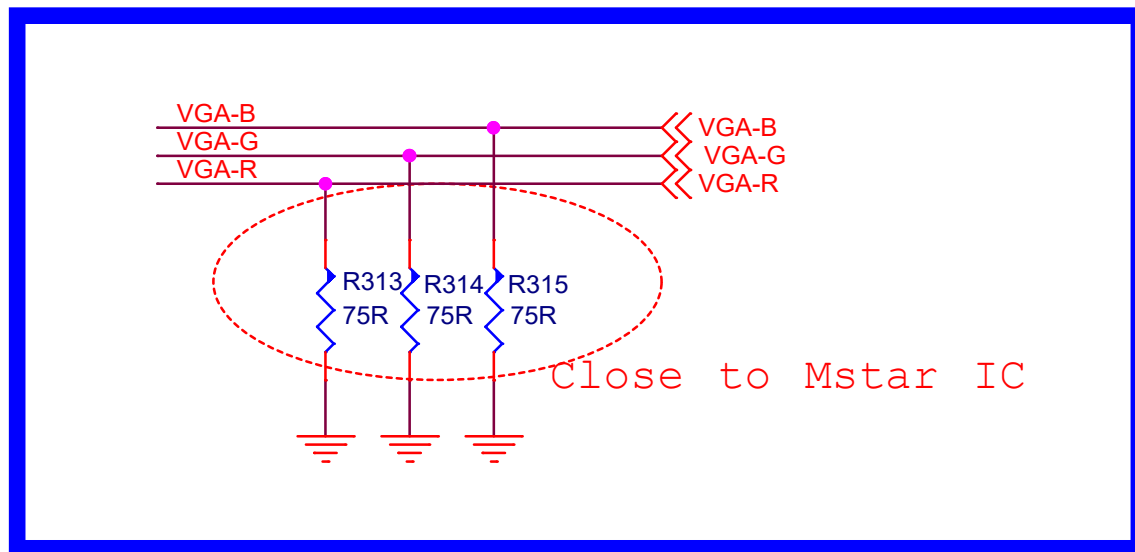 VGA-B
VGA-G
VGA-R
VGA-B
VGA-G
VGA-R
R313
75R
R314
75R
R315
75R
Close to Mstar IC